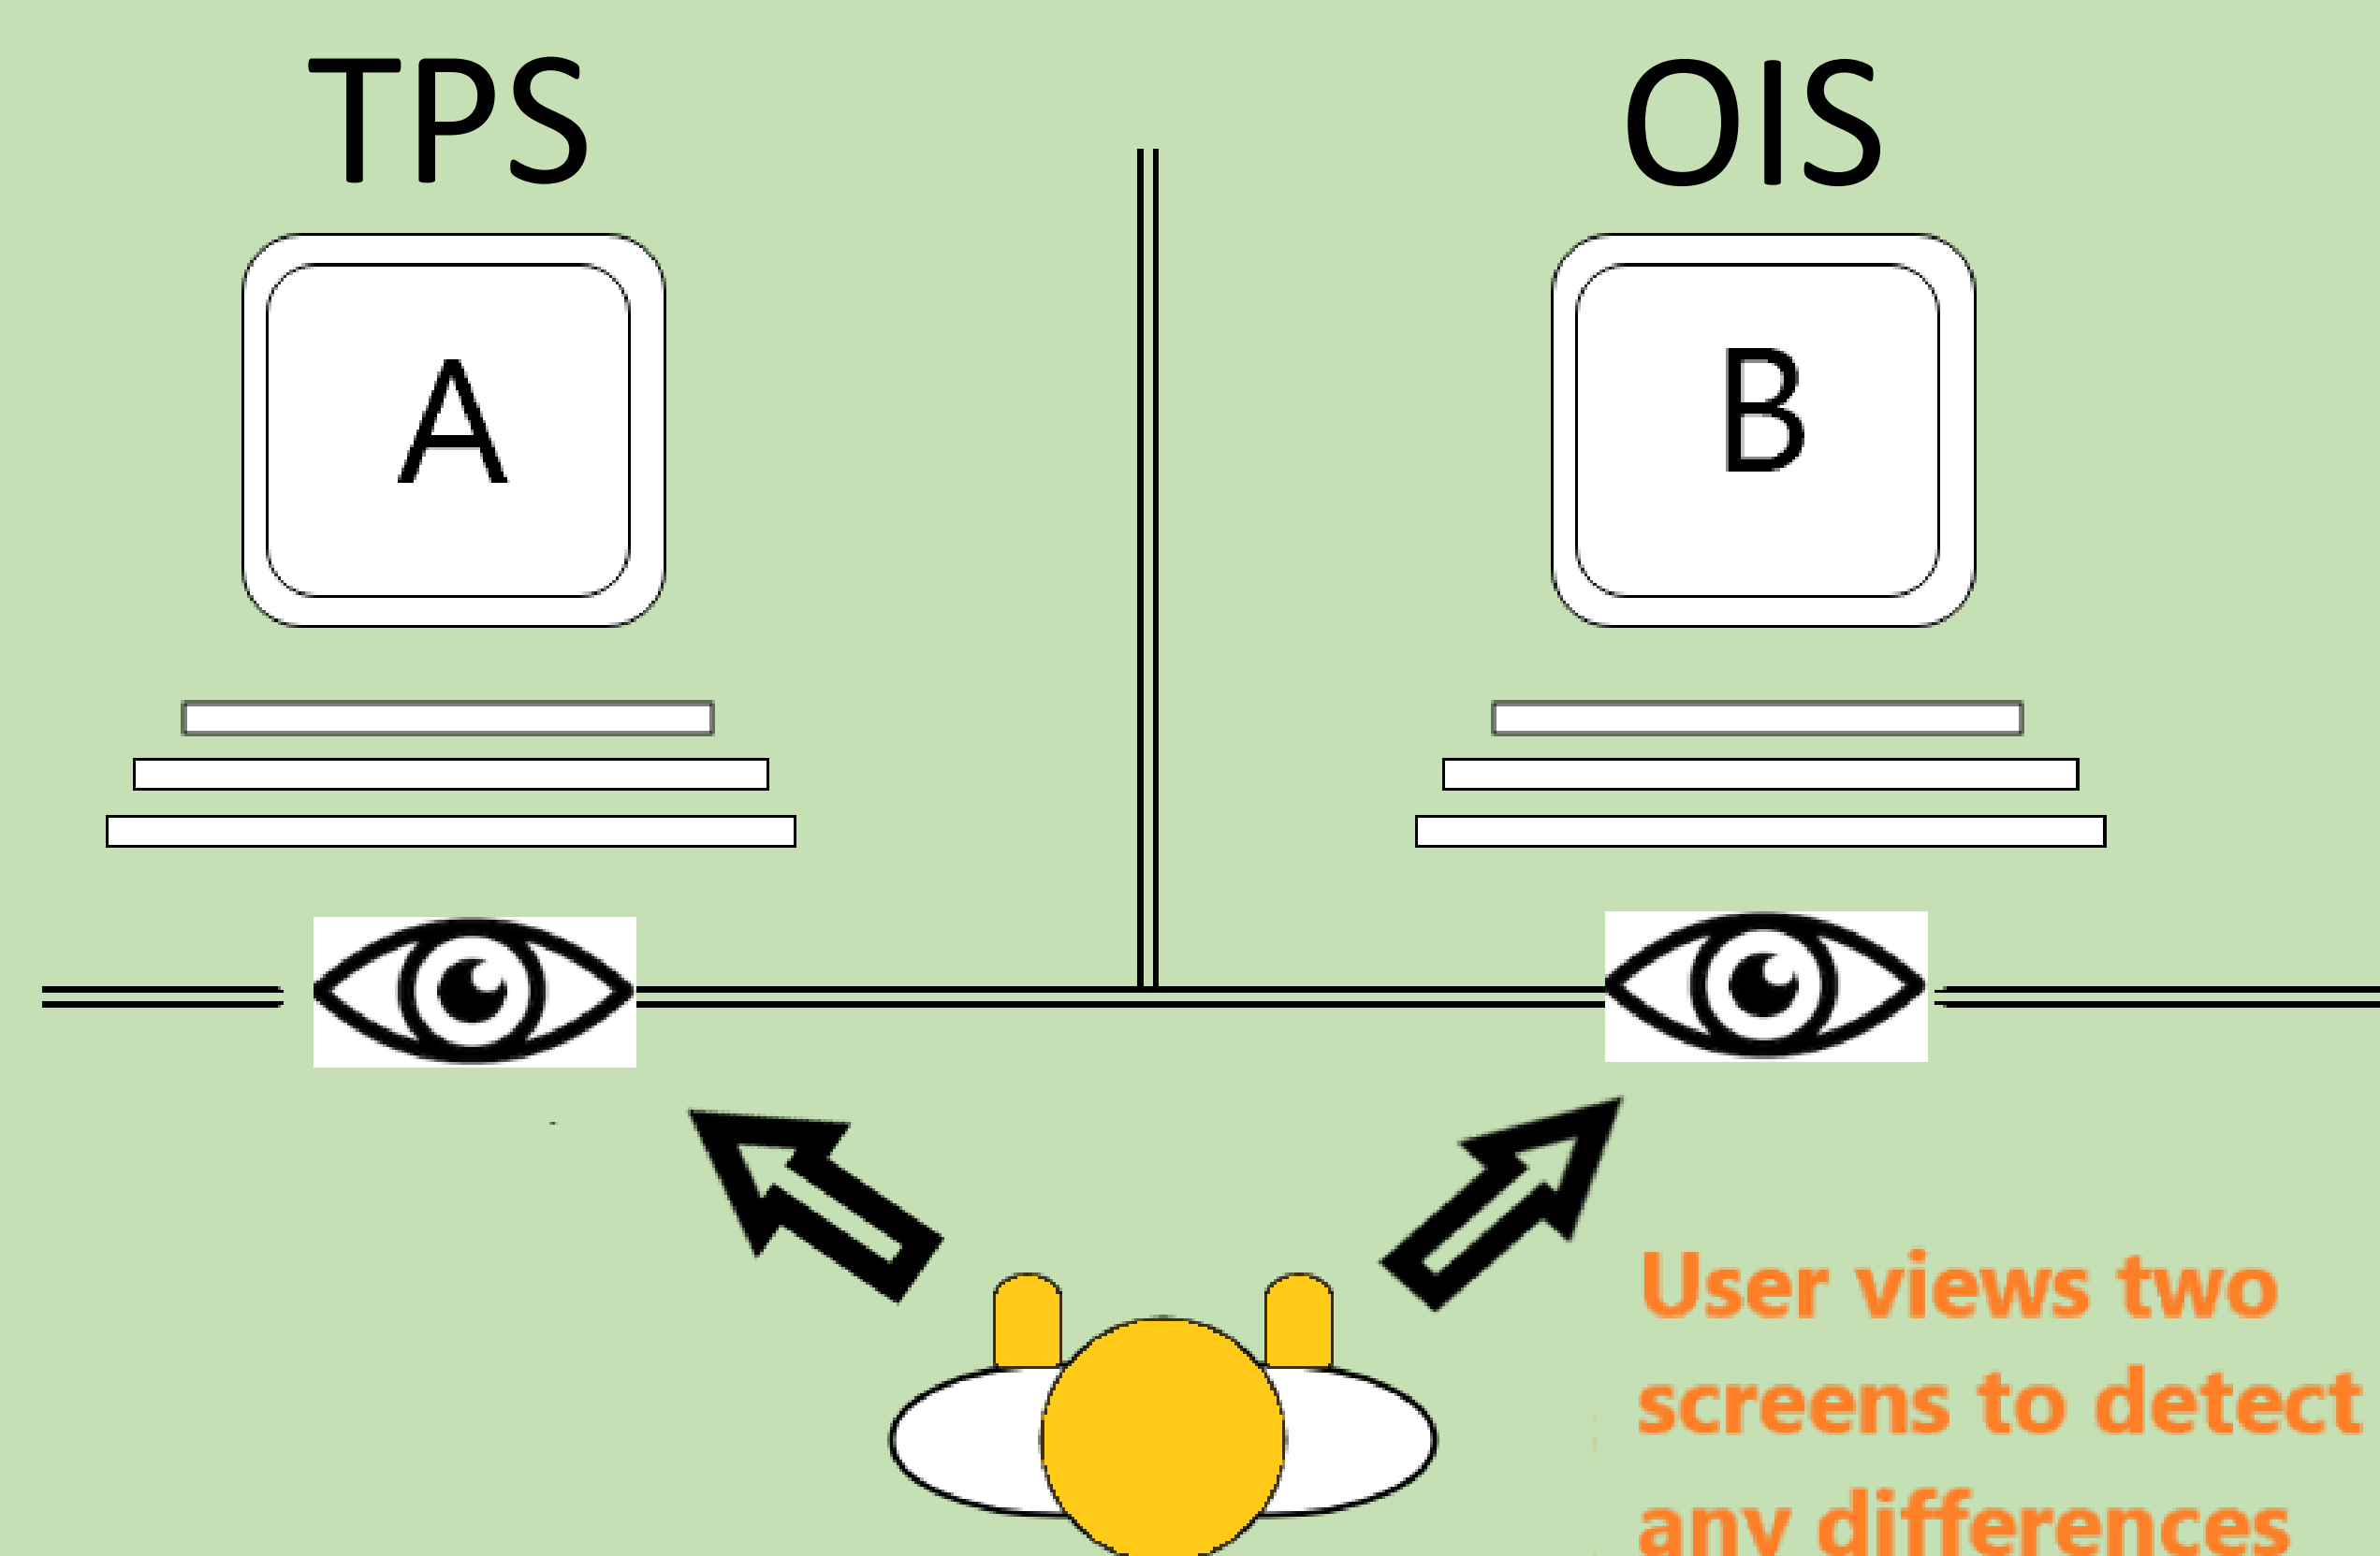 TPS
OIS
A
B
User views two
screens to detect
any differences